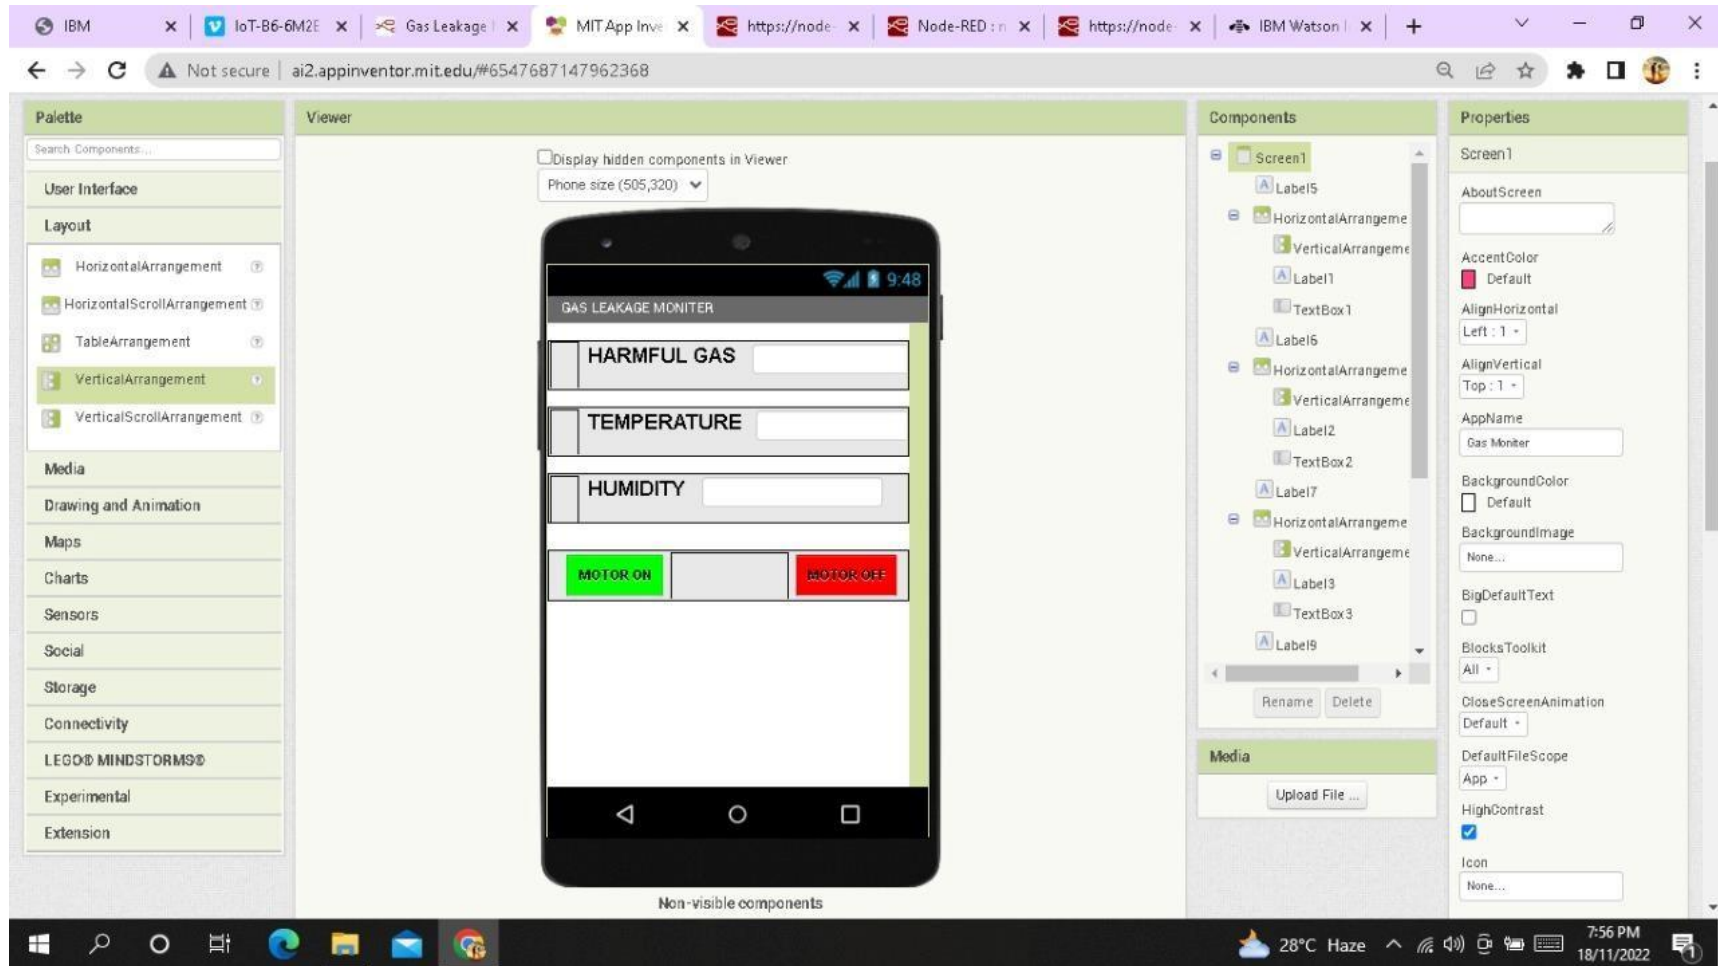 IBM
IoT-B6-6M2E
Gas Leakage
MIT App Inve
https://node-
Node-RED : n
https://node-
IBM Watson I
Not secure
ai2.appinventor.mit.edu/#6547687147962368
Palette
Search Components...
User Interface
Layout
HorizontalArrangement
HorizontalScrollArrangement
TableArrangement
VerticalArrangement
VerticalScrollArrangement
Media
Drawing and Animation
Maps
Charts
Sensors
Social
Storage
Connectivity
LEGO® MINDSTORMS®
Experimental
Extension
Viewer
Display hidden components in Viewer
Phone size (505,320)
9:48
GAS LEAKAGE MONITER
HARMFUL GAS
TEMPERATURE
HUMIDITY
MOTOR ON
MOTOR OFF
Non-visible components
Components
Screen1
Label5
HorizontalArrangeme
VerticalArrangeme
Label1
TextBox1
Label6
HorizontalArrangeme
VerticalArrangeme
Label2
TextBox2
Label7
HorizontalArrangeme
VerticalArrangeme
Label3
TextBox3
Label9
Rename Delete
Media
Upload File ...
Properties
Screen1
AboutScreen
AccentColor
Default
AlignHorizontal
Left : 1
AlignVertical
Top : 1
AppName
Gas Moniter
BackgroundColor
Default
BackgroundImage
None...
BigDefaultText
BlocksToolkit
All
CloseScreenAnimation
Default
DefaultFileScope
App
HighContrast
Icon
None...
28°C Haze
7:56 PM
18/11/2022
1